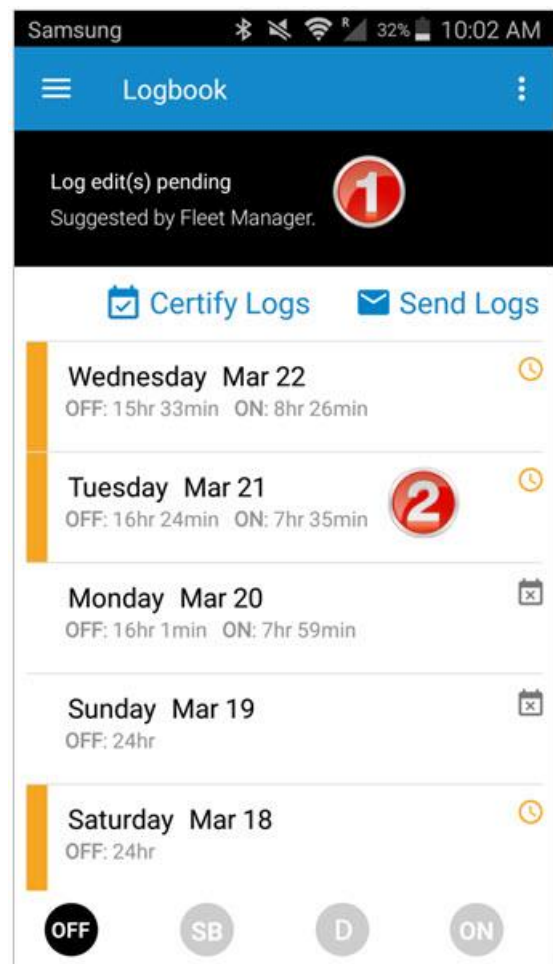 Samsung R 32% 10:02 AM
Logbook
Log edit(s) pending
Suggested by Fleet Manager.
1
Certify Logs Send Logs
Wednesday Mar 22
OFF: 15hr 33min ON: 8hr 26min
Tuesday Mar 21
OFF: 16hr 24min ON: 7hr 35min
2
Monday Mar 20
OFF: 16hr 1min ON: 7hr 59min
Sunday Mar 19
OFF: 24hr
Saturday Mar 18
OFF: 24hr
OFF SB D ON